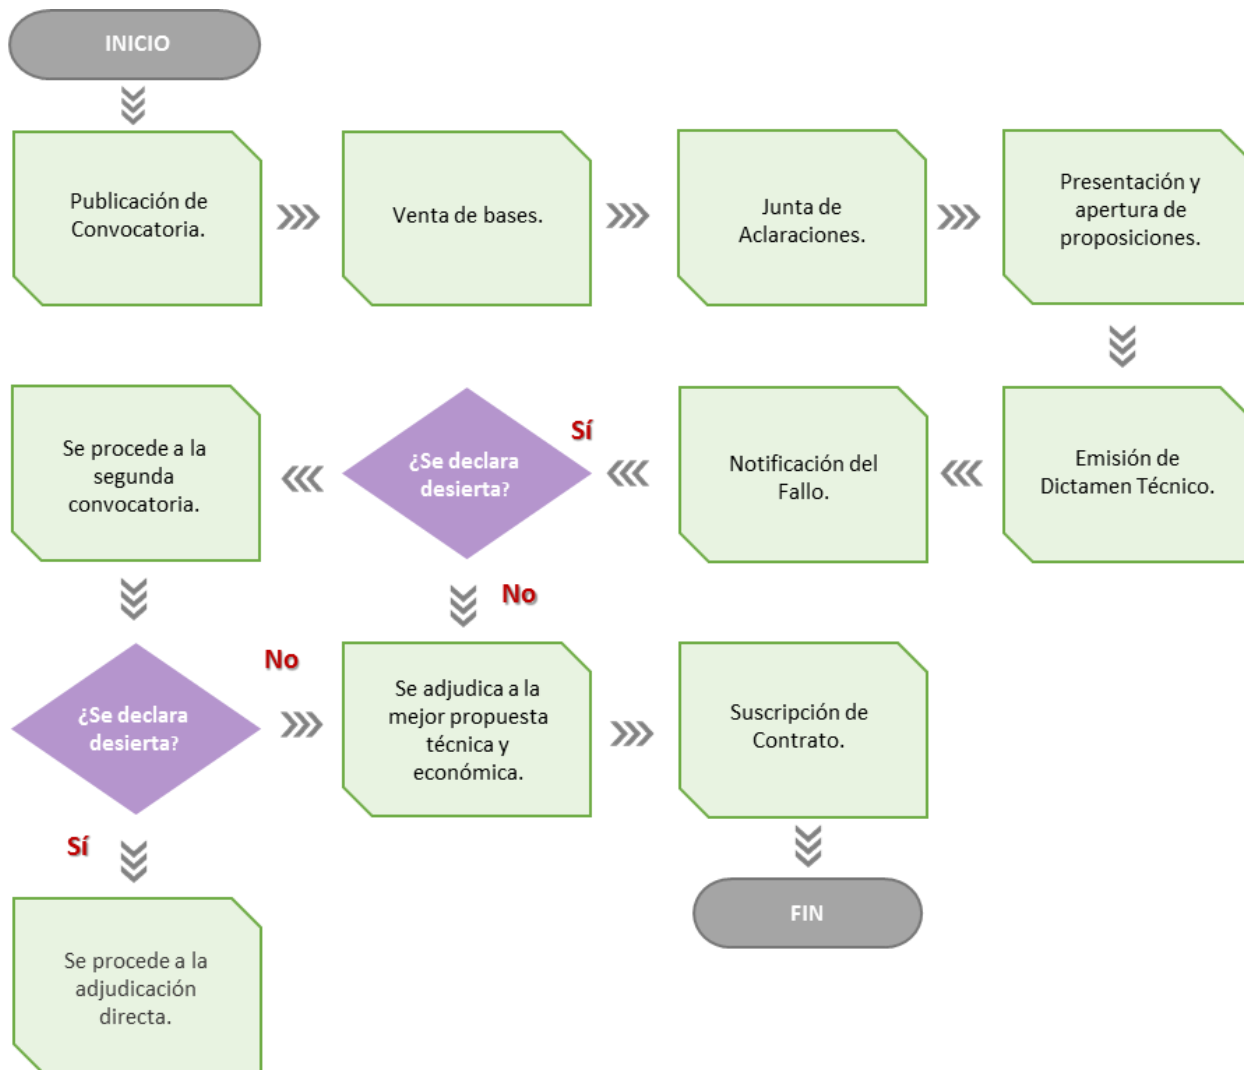 INICIO
Publicación de
Convocatoria.
Venta de bases.
Junta de
Aclaraciones.
Presentación y
apertura de
proposiciones.
Emisión de
Dictamen Técnico.
Notificación del
Fallo.
Sí
¿Se declara
desierta?
No
Se procede a la
segunda
convocatoria.
¿Se declara
desierta?
No
Se adjudica a la
mejor propuesta
técnica y
económica.
Suscripción de
Contrato.
FIN
Sí
Se procede a la
adjudicación
directa.